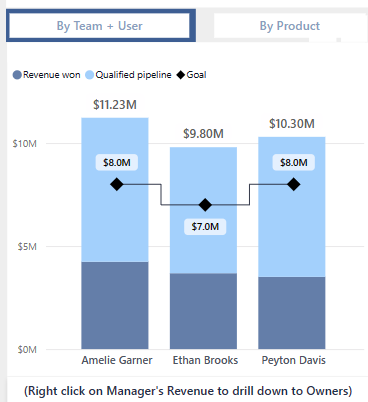 By Team + User
By Product
Revenue won Qualified pipeline Goal
$11.23M
$10.30M
$9.80M
$10M
$8.0M
$8.0M
$7.0M
$5M
$0M
Amelie Garner Ethan Brooks Peyton Davis
(Right click on Manager's Revenue to drill down to Owners)